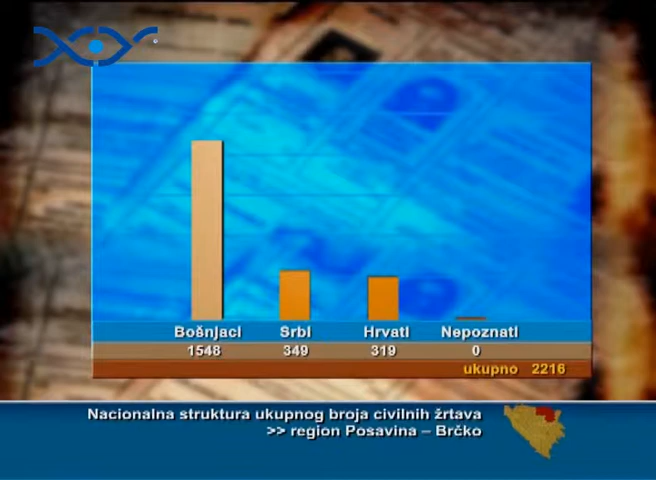 Bošnjaci Srbi Hrvati Nepoznati
1548 349 319 0
ukupno 2216
Nacionalna struktura ukupnog broja civilnih žrtava
>> region Posavina – Brčko